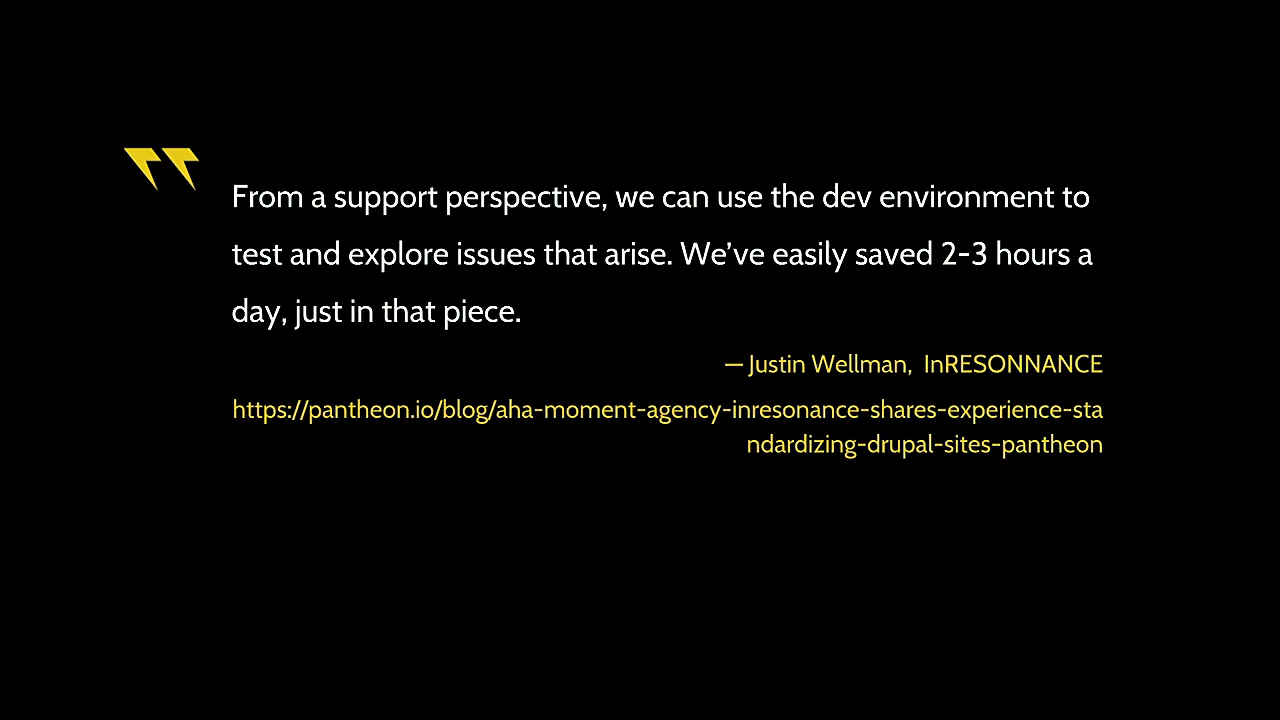 From a support perspective, we can use the dev environment to
test and explore issues that arise. We’ve easily saved 2-3 hours a
day, just in that piece.
— Justin Wellman,  InRESONNANCE
https://pantheon.io/blog/aha-moment-agency-inresonance-shares-experience-sta
ndardizing-drupal-sites-pantheon